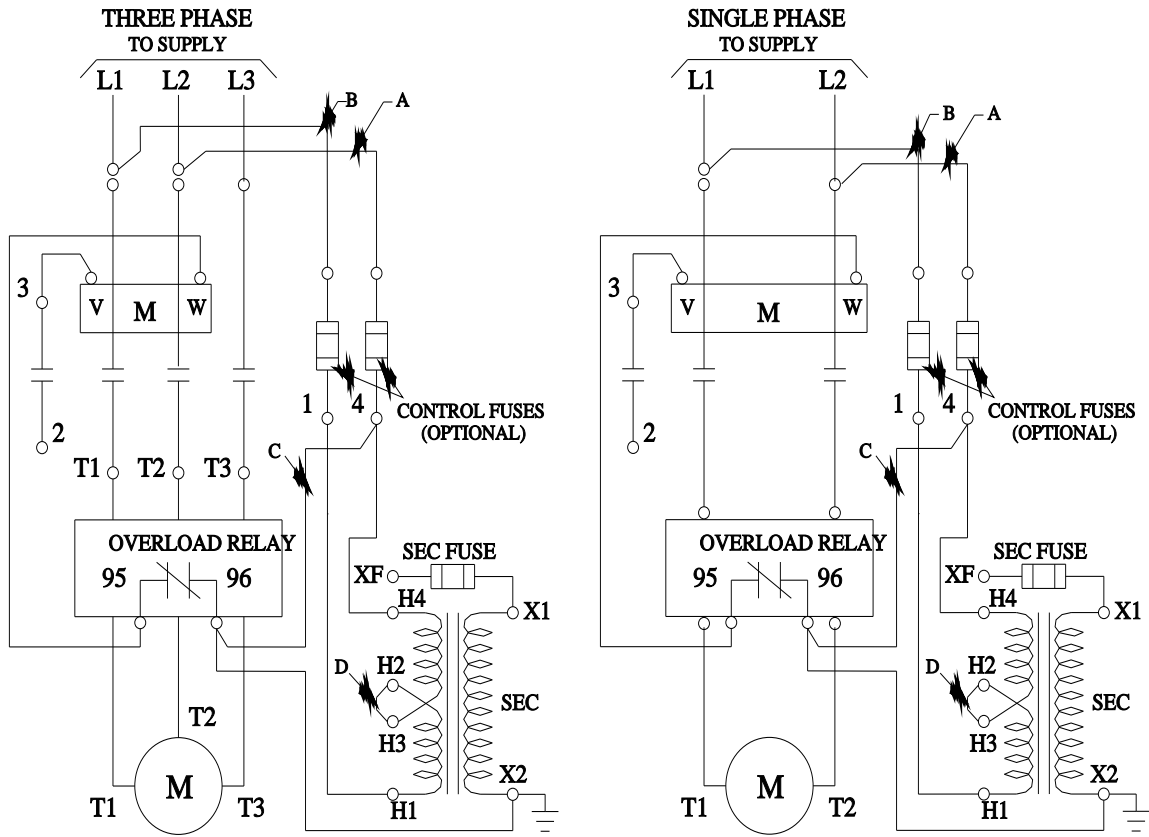 THREE PHASE
TO SUPPLY
L1 L2 L3
B A
3
V M W
2
1 4
CONTROL FUSES
(OPTIONAL)
C
T1 T2 T3
OVERLOAD RELAY
95 96
SEC FUSE
XF
H4 X1
D H2
SEC
H3
T2
X2
M
T1 T3
H1
SINGLE PHASE
TO SUPPLY
L1 L2
B A
3
V M W
2
1 4
CONTROL FUSES
(OPTIONAL)
C
OVERLOAD RELAY
95 96
SEC FUSE
XF
H4 X1
D H2
SEC
H3
X2
M
T1 T2
H1